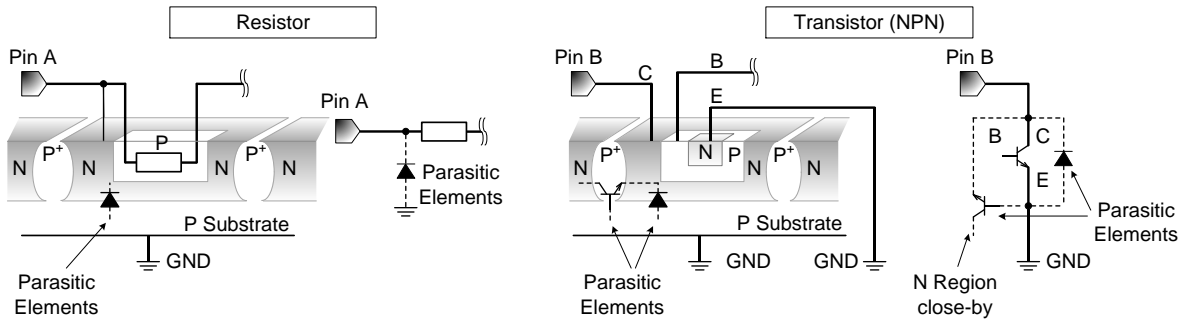 Resistor
Transistor (NPN)
Pin A
Pin A
N
P+
N
P
N
P+
N
Parasitic
Elements
P Substrate
GND
Parasitic
Elements
Pin B
C
B
E
N
P+
N
P
P+
N
N
P Substrate
GND
GND
Parasitic
Elements
Pin B
B
C
E
Parasitic
Elements
GND
N Region
close-by